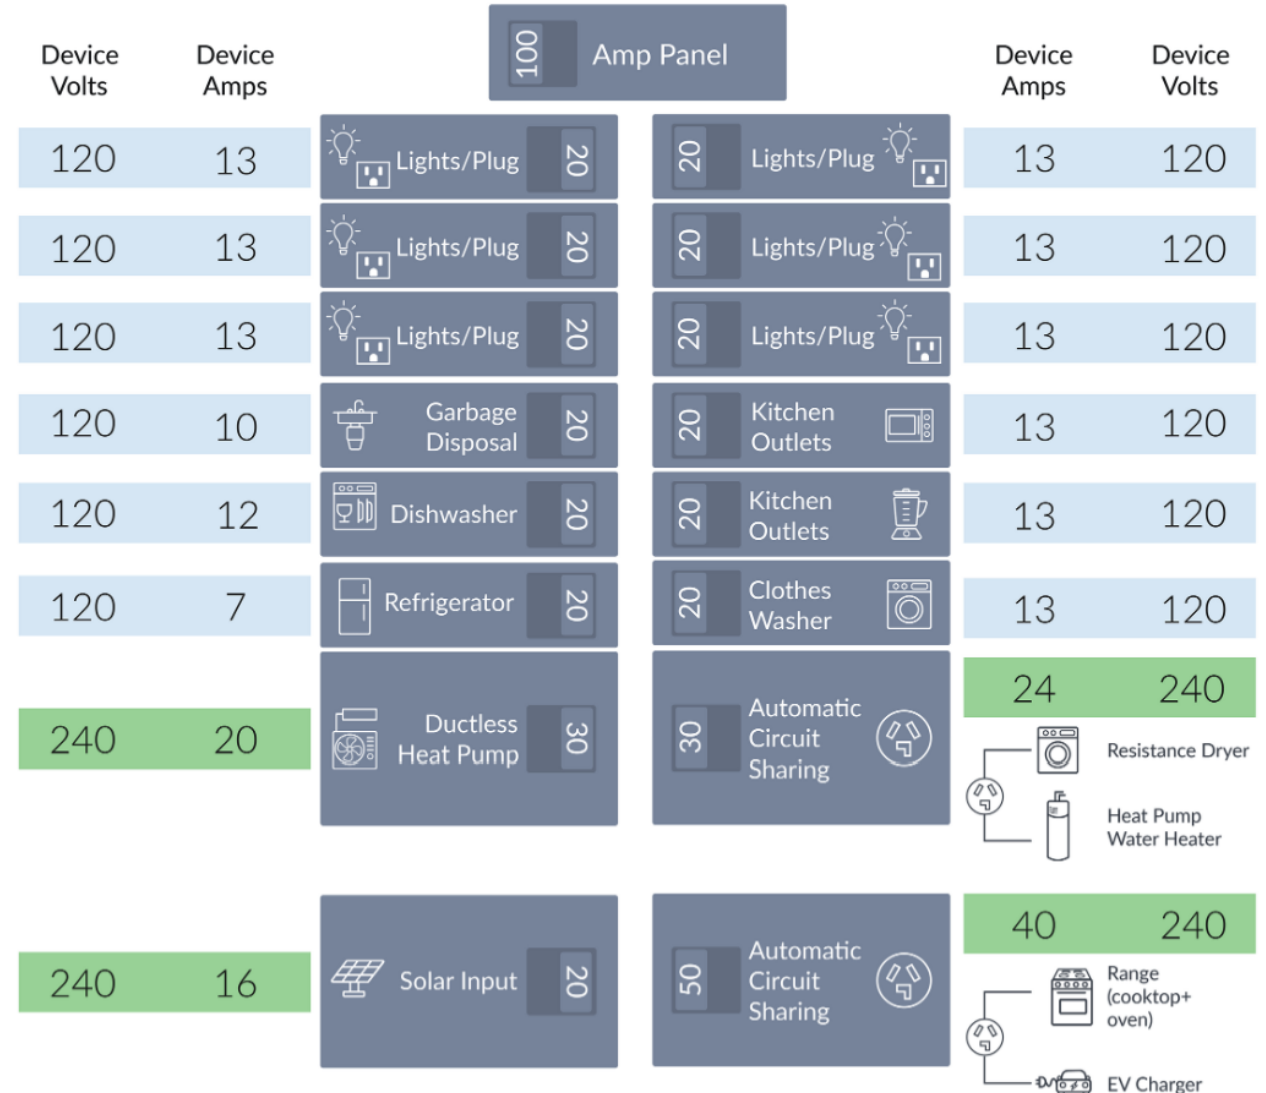 100 Amp Panel
Device Volts
Device Amps
Device Amps
Device Volts
120 13 Lights/Plug 20
20 Lights/Plug 13 120
120 13 Lights/Plug 20
20 Lights/Plug 13 120
120 13 Lights/Plug 20
20 Lights/Plug 13 120
120 10 Garbage Disposal 20
20 Kitchen Outlets 13 120
120 12 Dishwasher 20
20 Kitchen Outlets 13 120
120 7 Refrigerator 20
20 Clothes Washer 13 120
240 20 Ductless Heat Pump 30
30 Automatic Circuit Sharing 24 240
Resistance Dryer
Heat Pump
Water Heater
240 16 Solar Input 20
50 Automatic Circuit Sharing 40 240
Range
(cooktop+
oven)
EV Charger